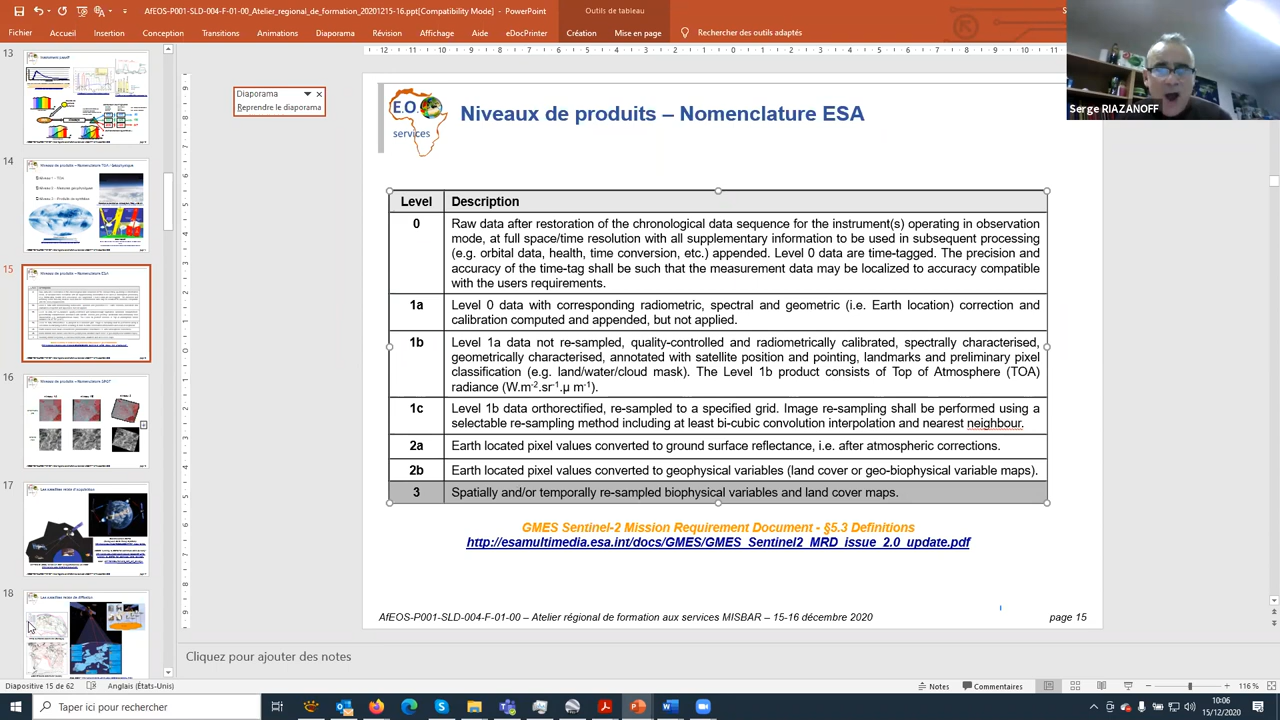 AfEOS-P001-SLD-004-F-01-00_Atelier_regional_de_formation_20201215-16.ppt[Compatibility Mode] - PowerPoint
Outils de tableau
Fichier Accueil Insertion Conception Transitions Animations Diaporama Révision Affichage Aide eDocPrinter Création Mise en page Rechercher des outils adaptés
Serge RIAZANOFF
Diaporama
Reprendre le diaporama
13
14
15
16
17
18
E.O.
services
Niveaux de produits – Nomenclature ESA
Level Description
0 Raw data after restoration of the chronological data sequence for the instrument(s) operating in observation
mode, at full space/time resolution with all supplementary information to be used in subsequent processing
(e.g. orbital data, health, time conversion, etc.) appended. Level 0 data are time-tagged. The precision and
accuracy of the time-tag shall be such that the measurement data may be localized to accuracy compatible
with the users requirements.
1a Level 0 data with corresponding radiometric, spectral and geometric (i.e. Earth location) correction and
calibration computed and appended, but not applied.
1b Level 1a data not re-sampled, quality-controlled and radiometrically calibrated, spectrally characterised,
geometrically characterised, annotated with satellite position and pointing, landmarks and preliminary pixel
classification (e.g. land/water/cloud mask). The Level 1b product consists of Top of Atmosphere (TOA)
radiance (W.m-2.sr-1.µ m-1).
1c Level 1b data orthorectified, re-sampled to a specified grid. Image re-sampling shall be performed using a
selectable re-sampling method including at least bi-cubic convolution interpolation and nearest neighbour.
2a Earth located pixel values converted to ground surface reflectance, i.e. after atmospheric corrections.
2b Earth located pixel values converted to geophysical variables (land cover or geo-biophysical variable maps).
3 Spatially and/or temporally re-sampled biophysical variables and land cover maps.
GMES Sentinel-2 Mission Requirement Document - §5.3 Definitions
http://esamultimedia.esa.int/docs/GMES/GMES_Sentinel2_MRD_issue_2.0_update.pdf
AfEOS-P001-SLD-004-F-01-00 – Atelier régional de formation aux services MISBAR – 15-16 décembre 2020
page 15
Cliquez pour ajouter des notes
Diapositive 15 de 62 Anglais (États-Unis) Notes Commentaires 116 %
Taper ici pour rechercher
10:06
15/12/2020